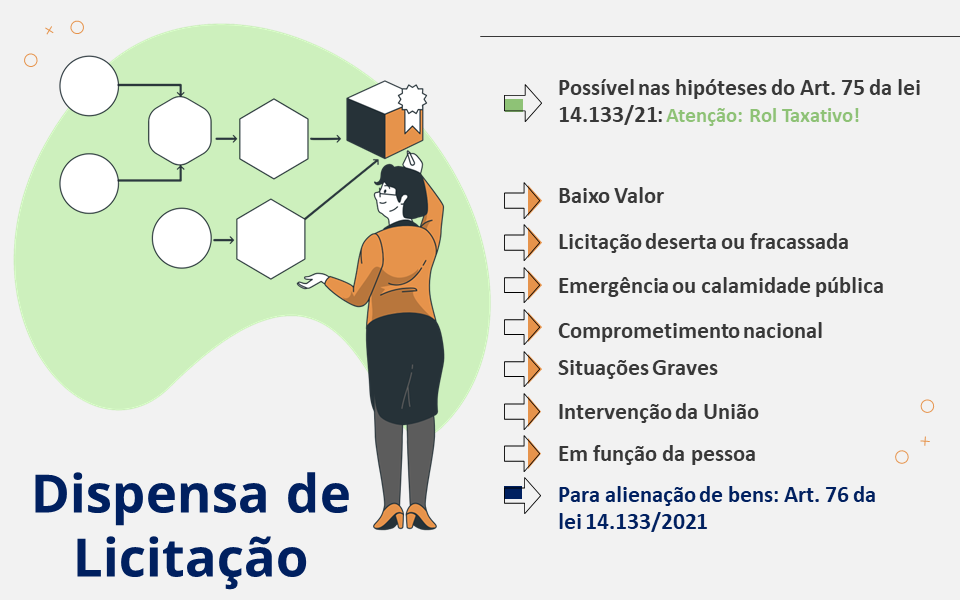 Possível nas hipóteses do Art. 75 da lei
14.133/21: Atenção: Rol Taxativo!
Baixo Valor
Licitação deserta ou fracassada
Emergência ou calamidade pública
Comprometimento nacional
Situações Graves
Intervenção da União
Em função da pessoa
Para alienação de bens: Art. 76 da
lei 14.133/2021
Dispensa de
Licitação